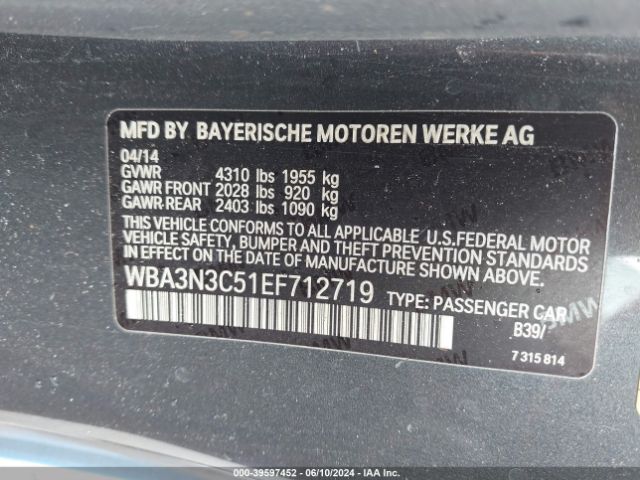 MFD BY BAYERISCHE MOTOREN WERKE AG
04/14
GVWR 4310 lbs 1955 kg
GAWR FRONT 2028 lbs 920 kg
GAWR REAR 2403 lbs 1090 kg
THIS VEHICLE CONFORMS TO ALL APPLICABLE U.S.FEDERAL MOTOR
VEHICLE SAFETY, BUMPER AND THEFT PREVENTION STANDARDS
IN EFFECT ON THE DATE OF MANUFACTURE SHOWN ABOVE.
WBA3N3C51EF712719 TYPE: PASSENGER CAR
B39/
7 315 814
000-39597452 - 06/10/2024 - IAA Inc.